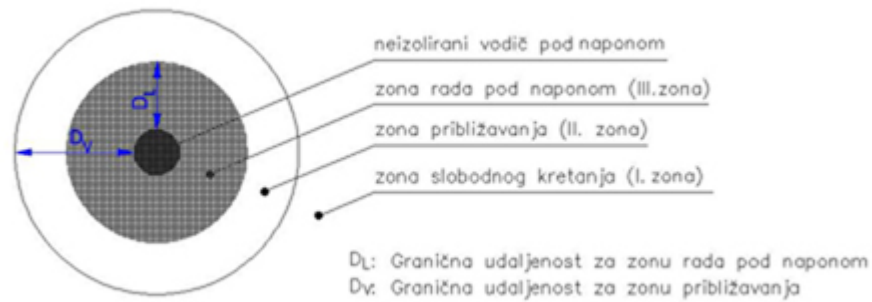 neizolirani vodič pod naponom
zona rada pod naponom (III.zona)
zona približavanja (II. zona)
zona slobodnog kretanja (I. zona)
DL
DV
DL: Granična udaljenost za zonu rada pod naponom
DV: Granična udaljenost za zonu približavanja